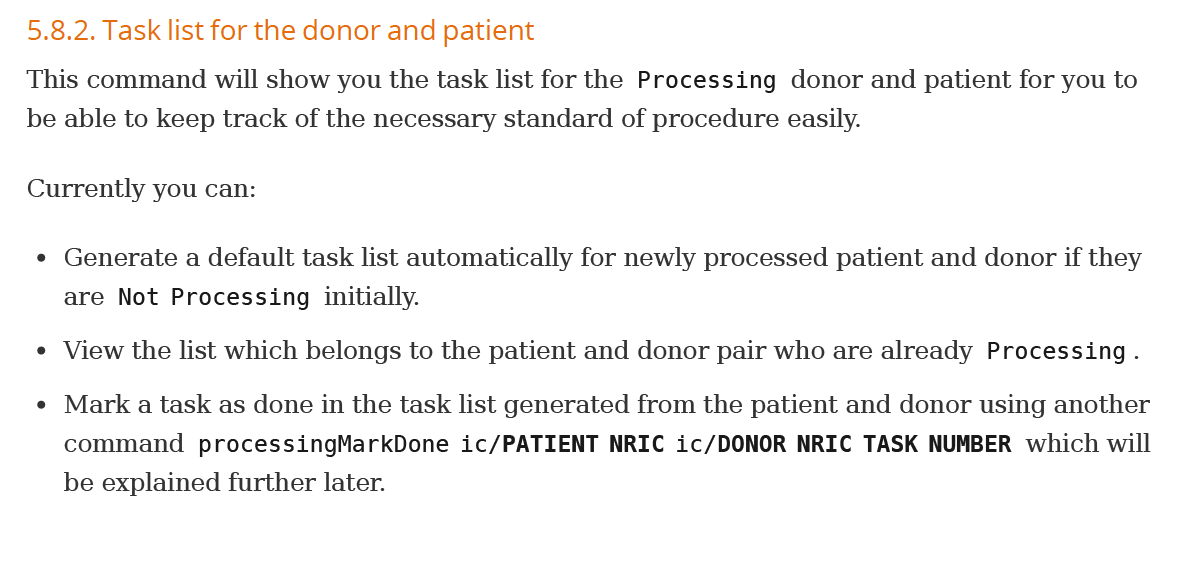 5.8.2. Task list for the donor and patient
This command will show you the task list for the Processing donor and patient for you to
be able to keep track of the necessary standard of procedure easily.
Currently you can:
• Generate a default task list automatically for newly processed patient and donor if they
are Not Processing initially.
• View the list which belongs to the patient and donor pair who are already Processing .
• Mark a task as done in the task list generated from the patient and donor using another
command processingMarkDone ic/PATIENT NRIC ic/DONOR NRIC TASK NUMBER which will
be explained further later.